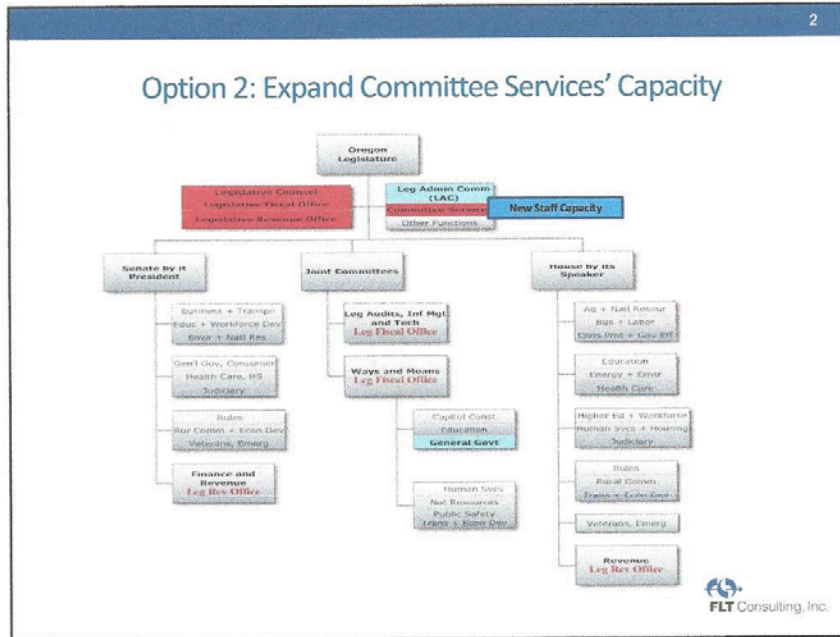 2
Option 2: Expand Committee Services' Capacity
Oregon
Legislature
Legislative Counsel
Legislative Fiscal Office
Legislative Revenue Office
Leg Admin Comm
(LAC)
Committee Service
Other Functions
New Staff Capacity
Senate by it
President
Joint Committees
House by its
Speaker
Business + Transpn
Educ + Workforce Dev
Envir + Natl Res
Gen'l Gov, Consumer
Health Care, HS
Judiciary
Rules
Rur Comm + Econ Dev
Veterans, Emerg
Finance and
Revenue
Leg Rev Office
Leg Audits, Inf Mgt,
and Tech
Leg Fiscal Office
Ways and Means
Leg Fiscal Office
Capitol Const
Education
General Govt
Human Svcs
Nat Resources
Public Safety
Trans + Econ Dev
Ag + Natl Resour
Bus + Labor
Cons Prot + Gov Eff
Education
Energy + Envir
Health Care
Higher Ed + Workforce
Human Svcs + Housing
Judiciary
Rules
Rural Comm
Trans + Econ Dev
Veterans, Emerg
Revenue
Leg Rev Office
FLT Consulting, Inc.